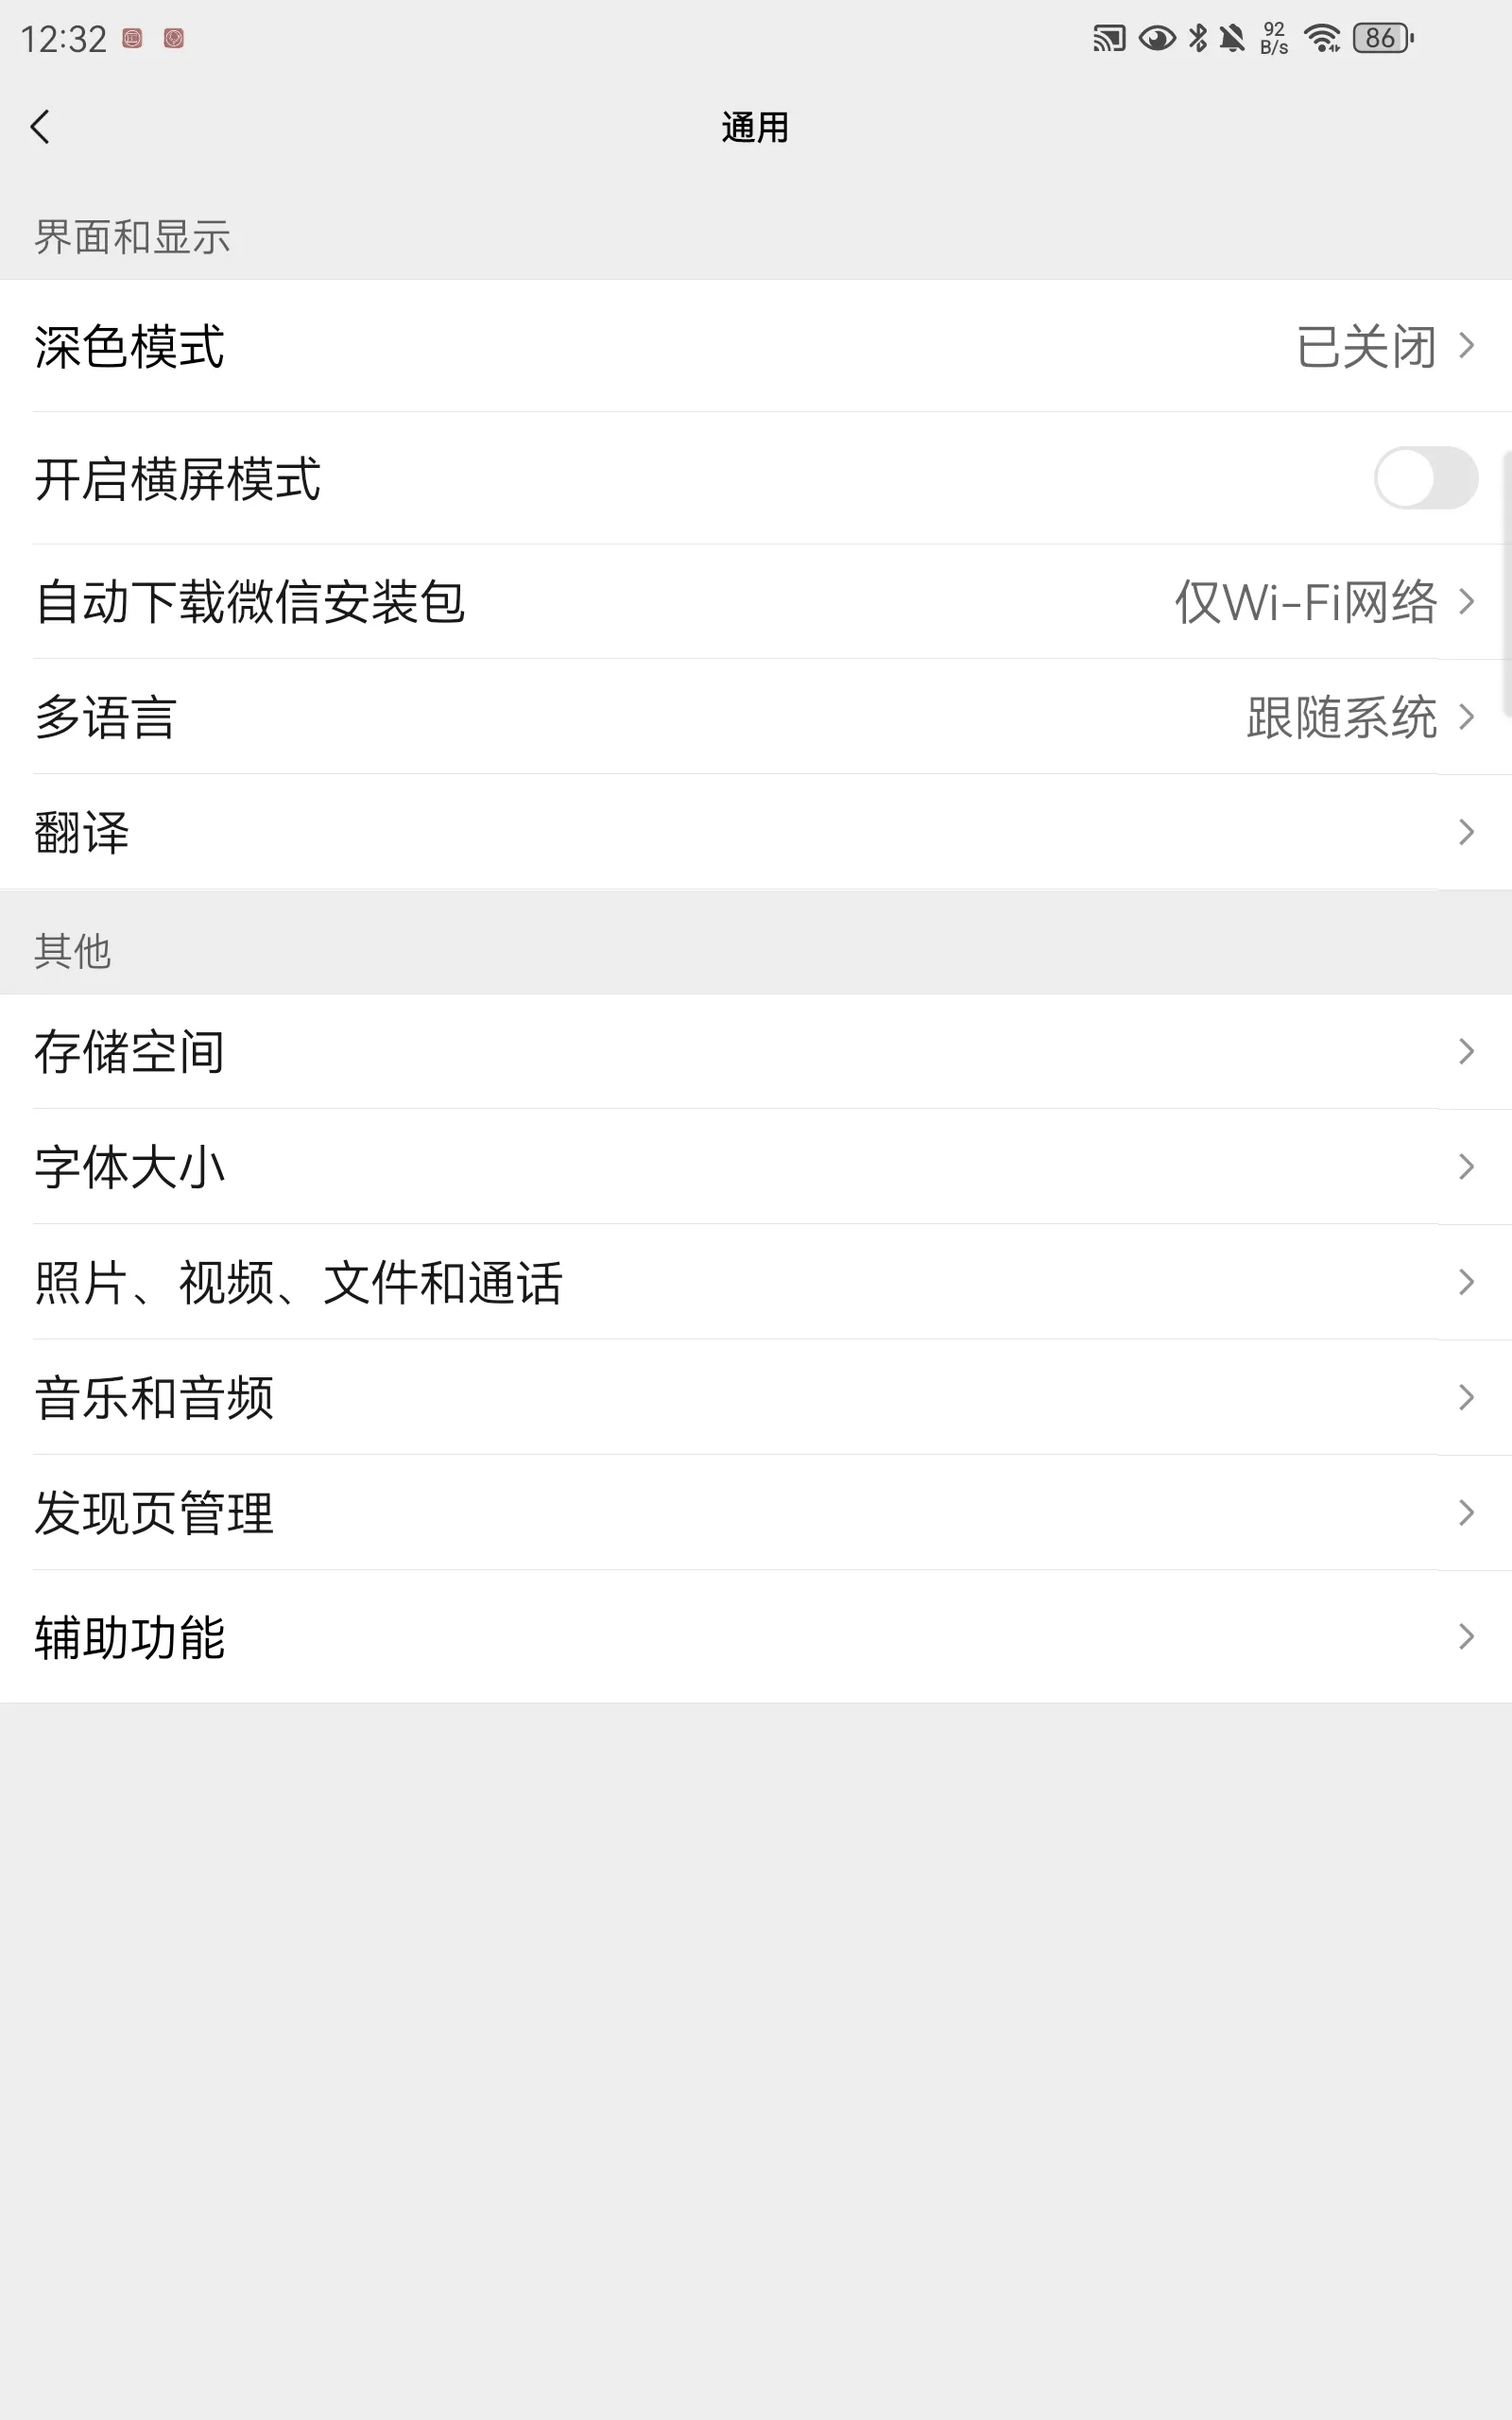 12:32
92
B/s
86
通用
界面和显示
深色模式 已关闭
开启横屏模式
自动下载微信安装包 仅Wi-Fi网络
多语言 跟随系统
翻译
其他
存储空间
字体大小
照片、视频、文件和通话
音乐和音频
发现页管理
辅助功能